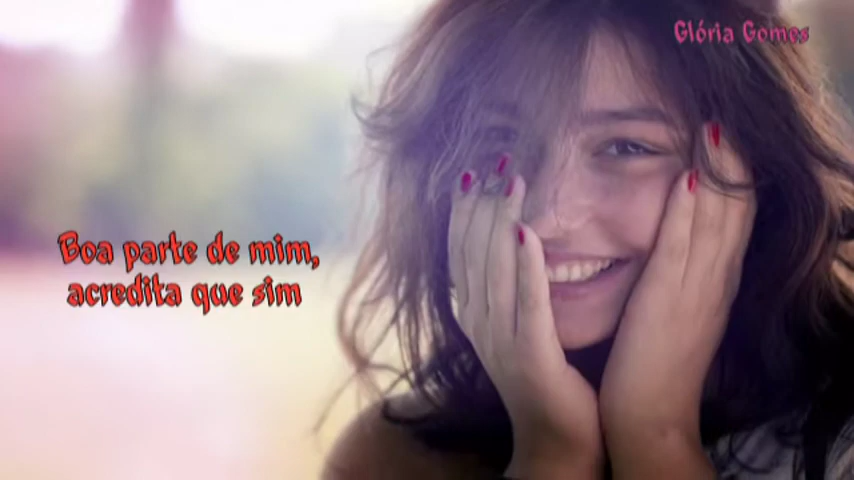 Glória Gomes
Boa parte de mim,
acredita que sim